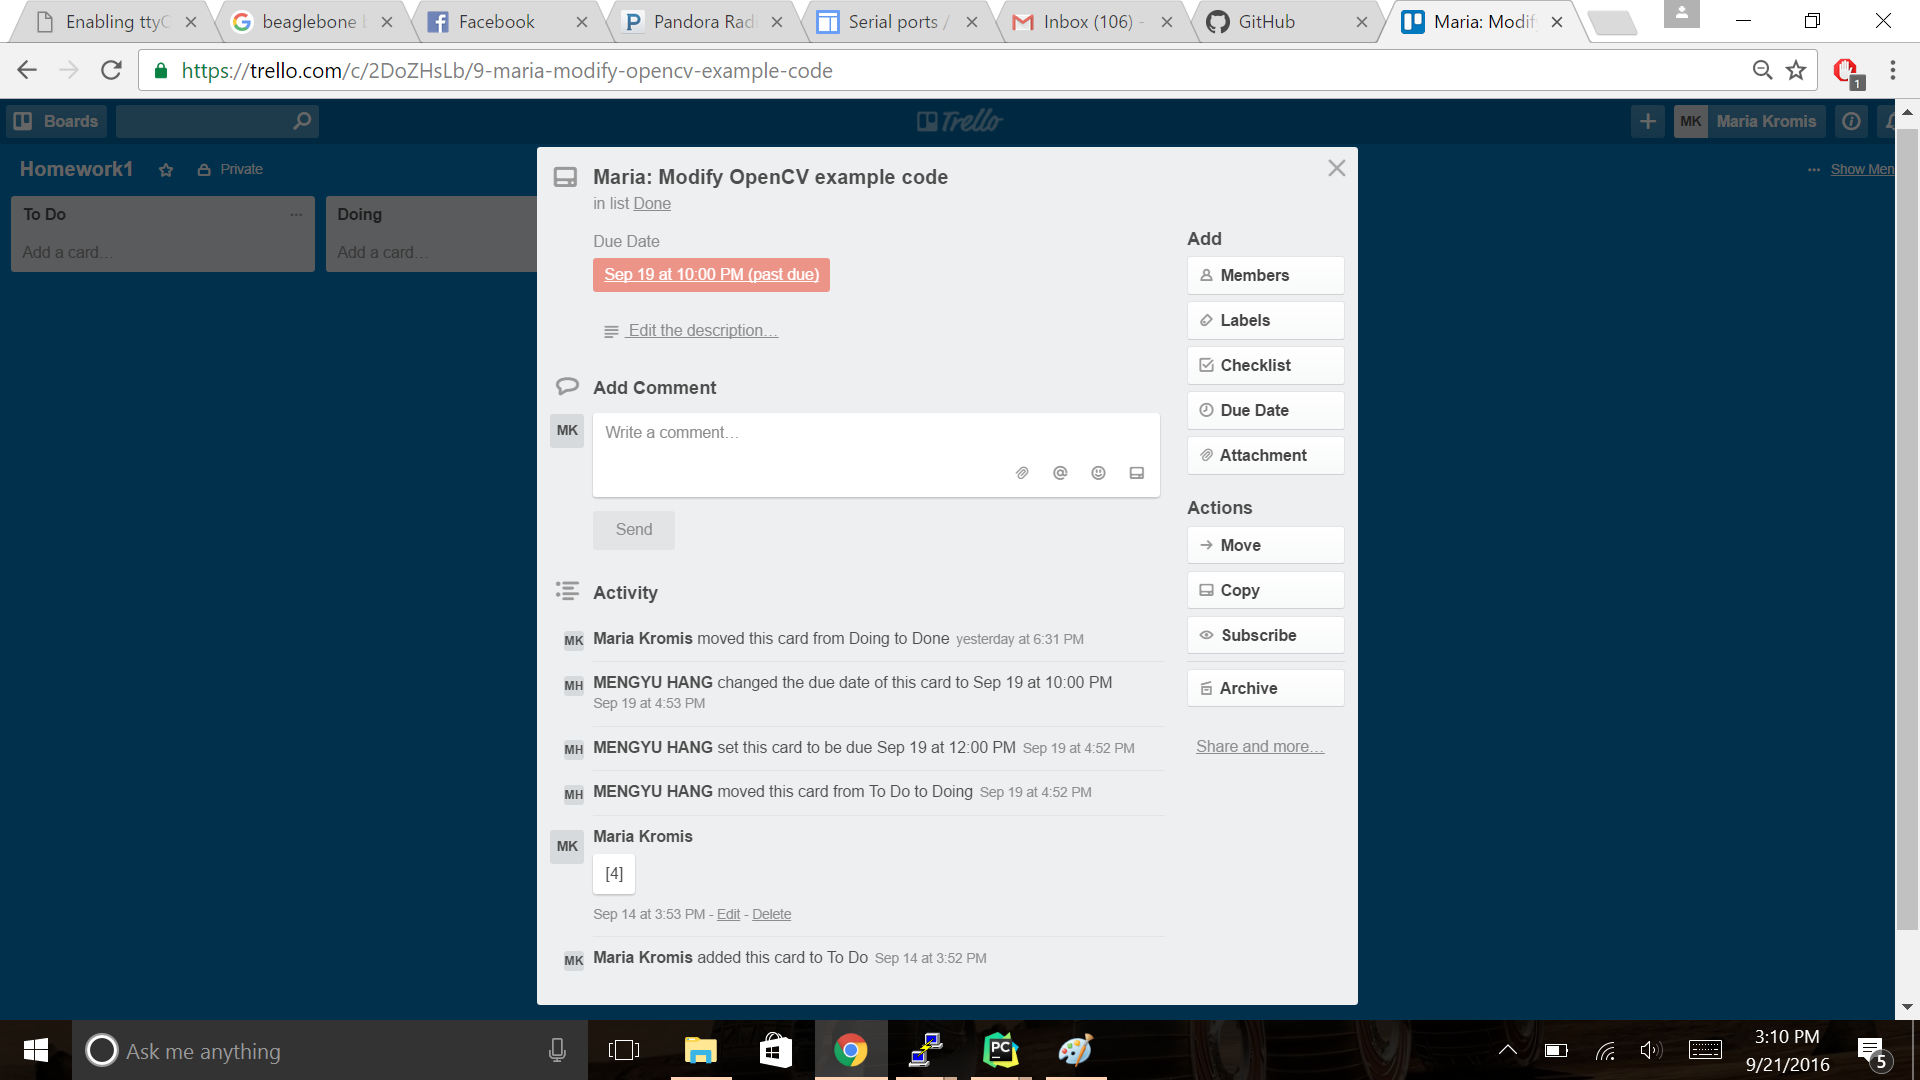 Enabling ttyO
beaglebone b
Facebook
Pandora Radi
Serial ports /
Inbox (106) -
GitHub
Maria: Modif
https://trello.com/c/2DoZHsLb/9-maria-modify-opencv-example-code
1
Boards
Trello
MK Maria Kromis
Homework1
Private
... Show Men
To Do ...
Add a card…
Doing
Add a card…
Maria: Modify OpenCV example code
in list Done
Due Date
Sep 19 at 10:00 PM (past due)
Edit the description…
Add Comment
MK
Write a comment…
Send
Activity
MK Maria Kromis moved this card from Doing to Done yesterday at 6:31 PM
MH MENGYU HANG changed the due date of this card to Sep 19 at 10:00 PM
Sep 19 at 4:53 PM
MH MENGYU HANG set this card to be due Sep 19 at 12:00 PM Sep 19 at 4:52 PM
MH MENGYU HANG moved this card from To Do to Doing Sep 19 at 4:52 PM
MK Maria Kromis
[4]
Sep 14 at 3:53 PM - Edit - Delete
MK Maria Kromis added this card to To Do Sep 14 at 3:52 PM
Add
Members
Labels
Checklist
Due Date
Attachment
Actions
Move
Copy
Subscribe
Archive
Share and more…
Ask me anything
PC
3:10 PM
9/21/2016
5